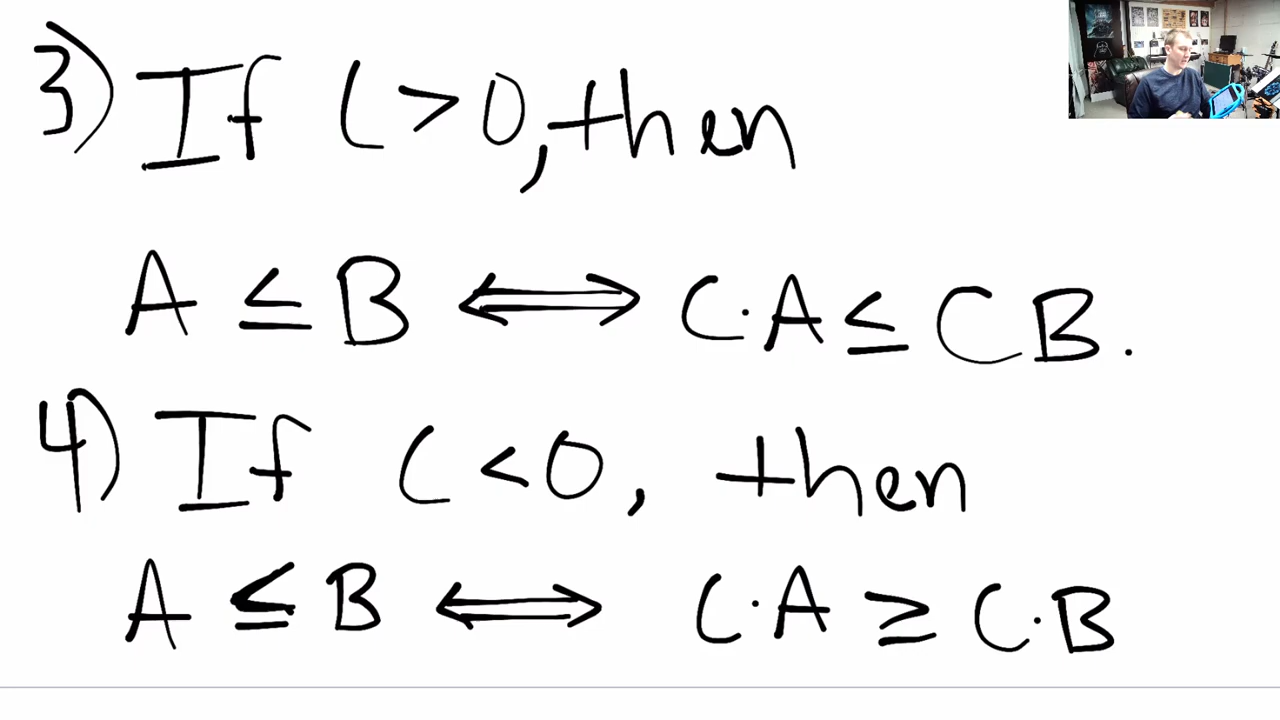 3) If C > 0, then
A ≤ B ⟺ C·A ≤ CB.
4) If C < 0, then
A ≤ B ⟺ C·A ≥ C·B